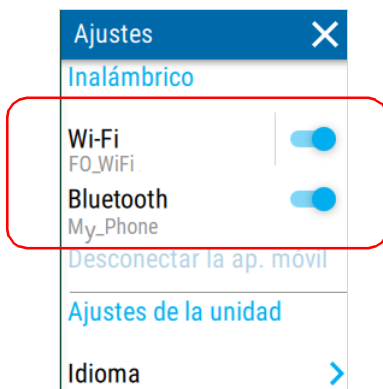 Ajustes
Inalámbrico
Wi-Fi
FO_WiFi
Bluetooth
My_Phone
Desconectar la ap. móvil
Ajustes de la unidad
Idioma